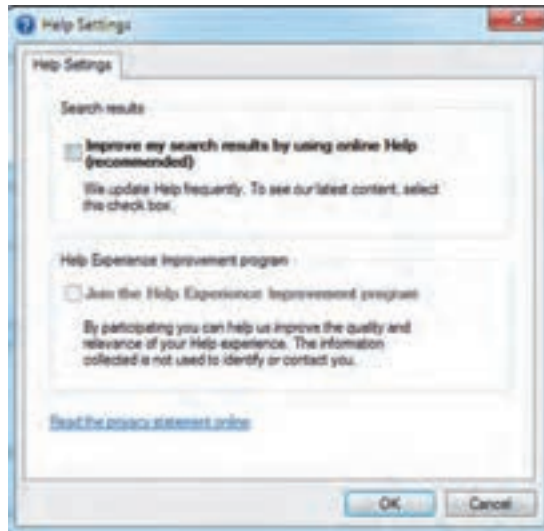 Help Settings
Help Settings
Search results
Improve my search results by using online Help
(recommended)
We update Help frequently. To see our latest content, select
this check box.
Help Experience Improvement program
Join the Help Experience Improvement program
By participating you can help us improve the quality and
relevance of your Help experience. The information
collected is not used to identify or contact you.
Read the privacy statement online
OK
Cancel